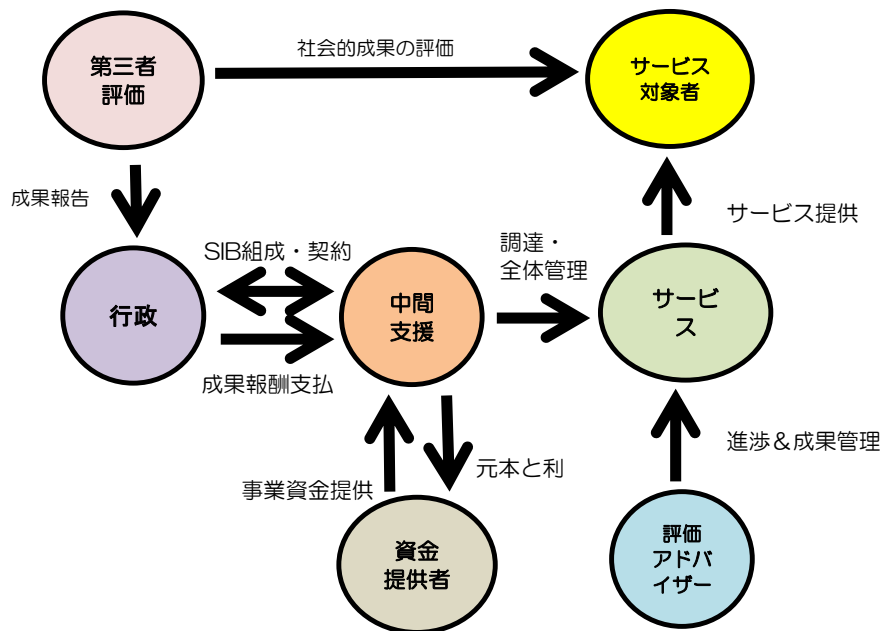 社会的成果の評価
第三者
評価
サービス
対象者
成果報告
サービス提供
SIB組成・契約
調達・
全体管理
行政
中間
支援
サービ
ス
成果報酬支払
進捗＆成果管理
元本と利
事業資金提供
資金
提供者
評価
アドバ
イザー